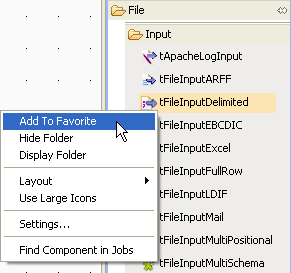 File
Input
tApacheLogInput
tFileInputARFF
tFileInputDelimited
tFileInputEBCDIC
tFileInputExcel
tFileInputFullRow
tFileInputLDIF
tFileInputMail
tFileInputMultiPositional
tFileInputMultiSchema
Add To Favorite
Hide Folder
Display Folder
Layout
Use Large Icons
Settings...
Find Component in Jobs